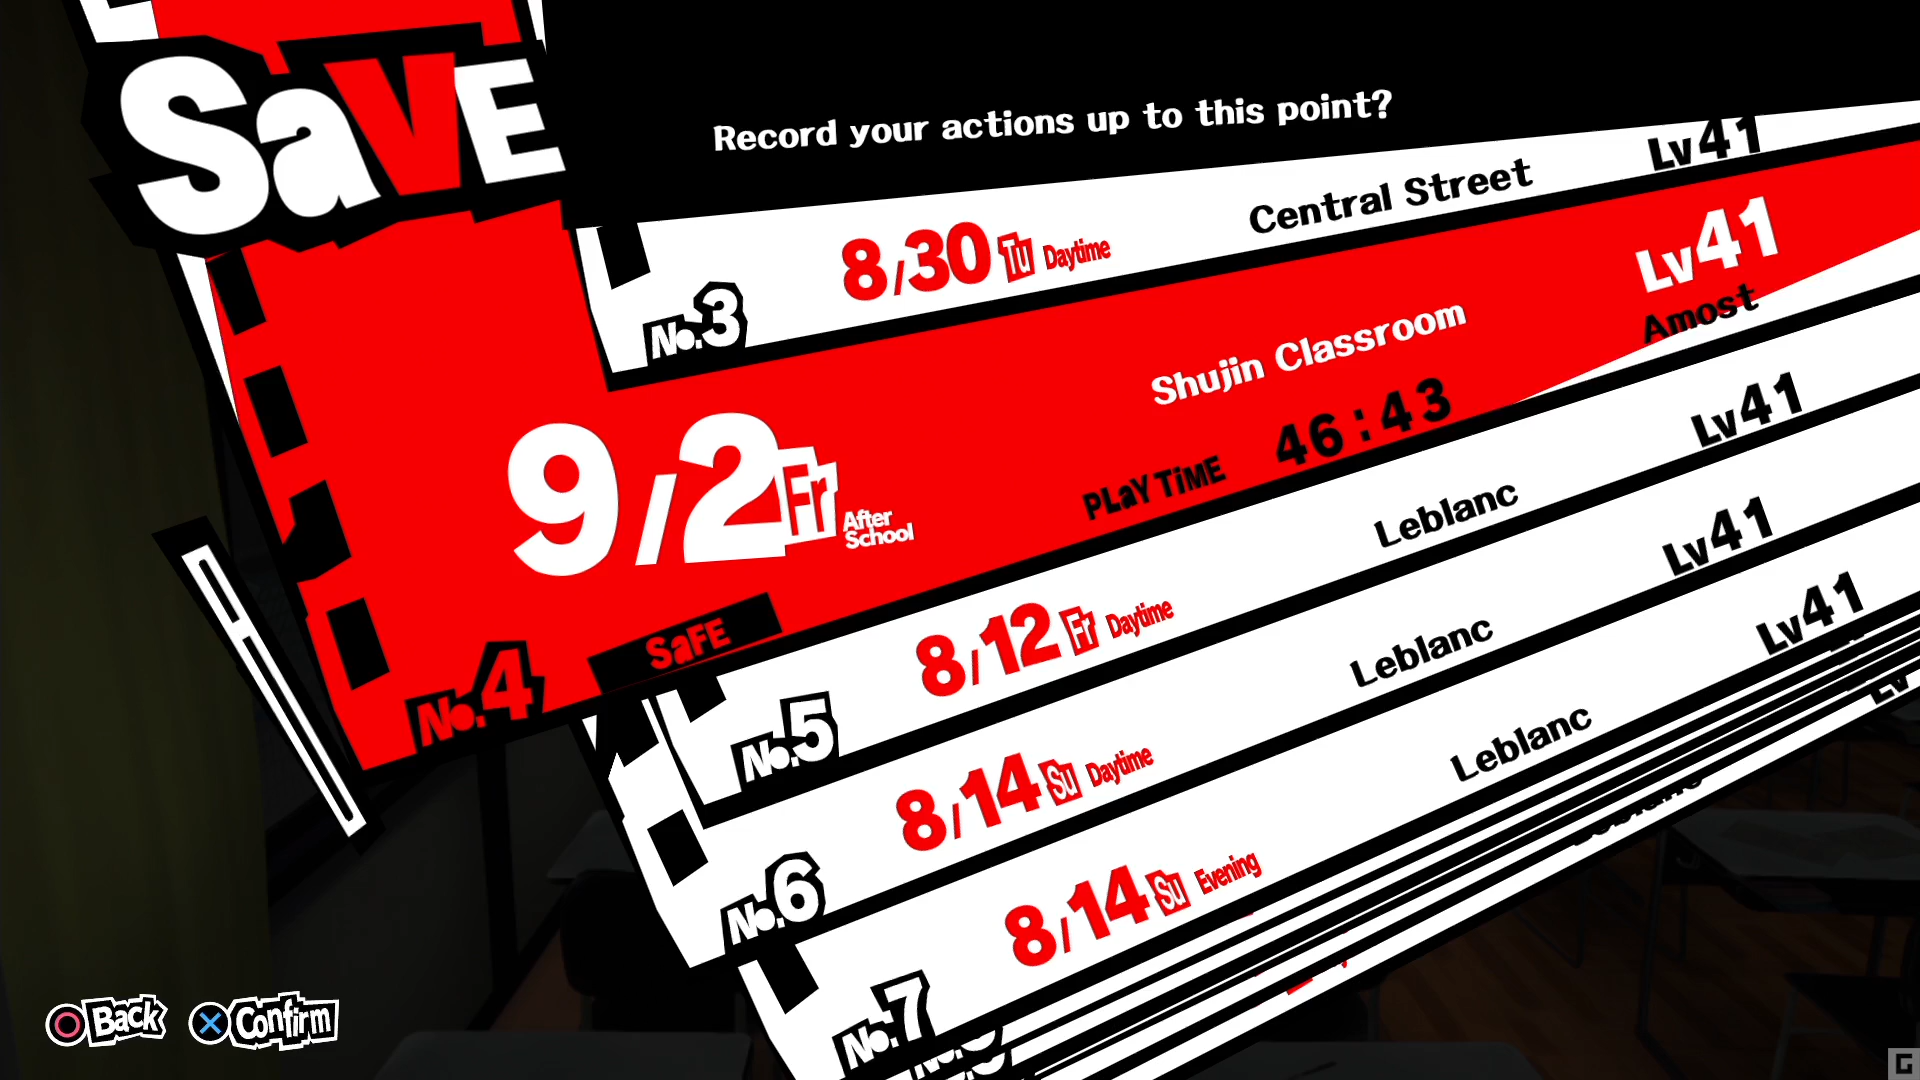 SaVE
Record your actions up to this point?
No.3 8/30 Tu Daytime Central Street Lv41
9/2 Fr After School Shujin Classroom Lv41
Amost
PLaY TiME 46:43
No.4 SaFE
No.5 8/12 Fr Daytime Leblanc Lv41
No.6 8/14 Su Daytime Leblanc Lv41
No.7 8/14 Su Evening Leblanc Lv41
Lv
Back Confirm
G